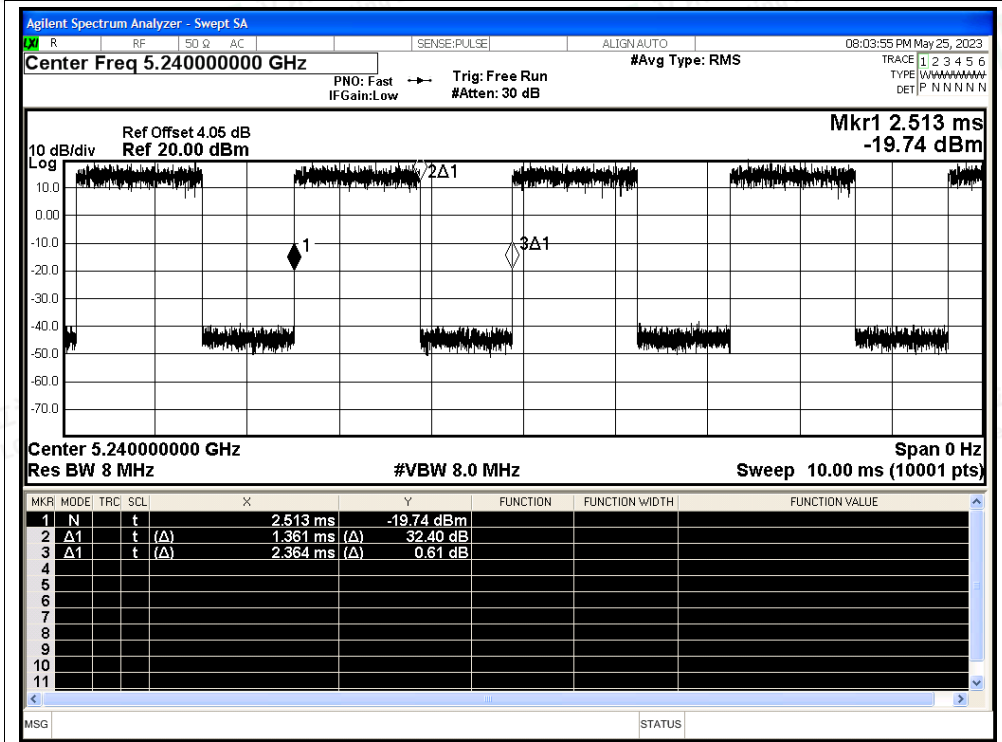 Agilent Spectrum Analyzer - Swept SA
LXI R RF 50 Ω AC SENSE:PULSE ALIGN AUTO 08:03:55 PM May 25, 2023
Center Freq 5.240000000 GHz #Avg Type: RMS TRACE 1 2 3 4 5 6
PNO: Fast Trig: Free Run TYPE W
IFGain:Low #Atten: 30 dB DET P N N N N N
Mkr1 2.513 ms
Ref Offset 4.05 dB
10 dB/div Ref 20.00 dBm -19.74 dBm
Log
2Δ1
10.0
0.00
-10.0
1
3Δ1
-20.0
-30.0
-40.0
-50.0
-60.0
-70.0
Center 5.240000000 GHz Span 0 Hz
Res BW 8 MHz #VBW 8.0 MHz Sweep 10.00 ms (10001 pts)
MKR MODE TRC SCL X Y FUNCTION FUNCTION WIDTH FUNCTION VALUE
1 N t 2.513 ms -19.74 dBm
2 Δ1 t (Δ) 1.361 ms (Δ) 32.40 dB
3 Δ1 t (Δ) 2.364 ms (Δ) 0.61 dB
4
5
6
7
8
9
10
11
MSG STATUS